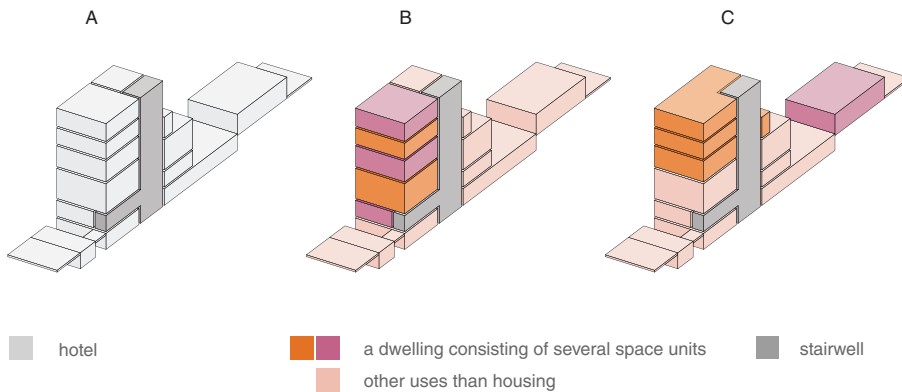 A B C
hotel
a dwelling consisting of several space units
stairwell
other uses than housing